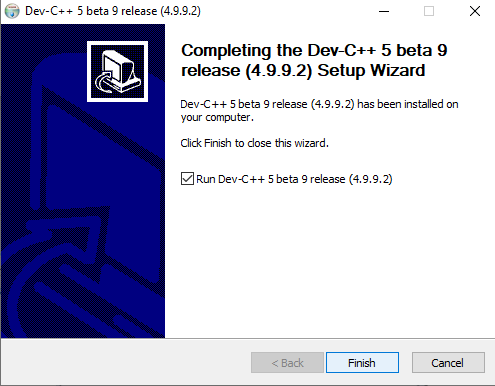 Dev-C++ 5 beta 9 release (4.9.9.2)
Completing the Dev-C++ 5 beta 9
release (4.9.9.2) Setup Wizard
Dev-C++ 5 beta 9 release (4.9.9.2) has been installed on
your computer.
Click Finish to close this wizard.
Run Dev-C++ 5 beta 9 release (4.9.9.2)
< Back
Finish
Cancel